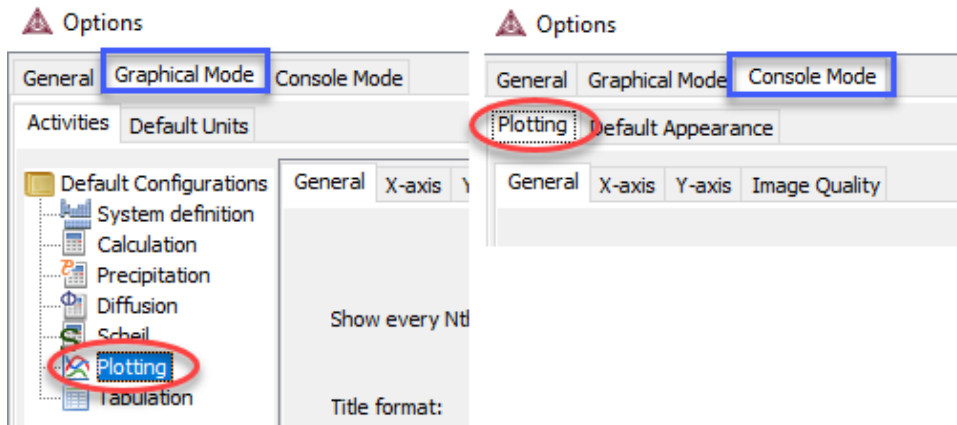 Options
General Graphical Mode Console Mode
Activities Default Units
Default Configurations
System definition
Calculation
Precipitation
Diffusion
Scheil
Plotting
Tabulation
General X-axis Y
Show every Nt
Title format:
Options
General Graphical Mode Console Mode
Plotting Default Appearance
General X-axis Y-axis Image Quality